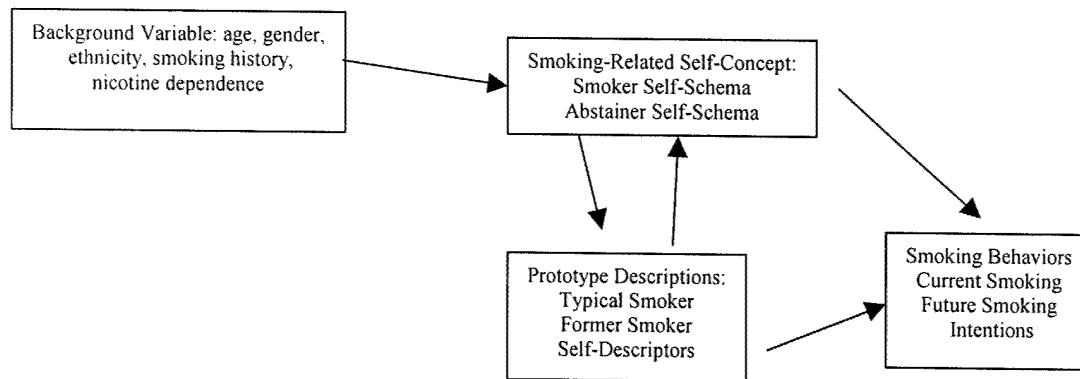 Background Variable: age, gender,
ethnicity, smoking history,
nicotine dependence
Smoking-Related Self-Concept:
Smoker Self-Schema
Abstainer Self-Schema
Prototype Descriptions:
Typical Smoker
Former Smoker
Self-Descriptors
Smoking Behaviors
Current Smoking
Future Smoking
Intentions